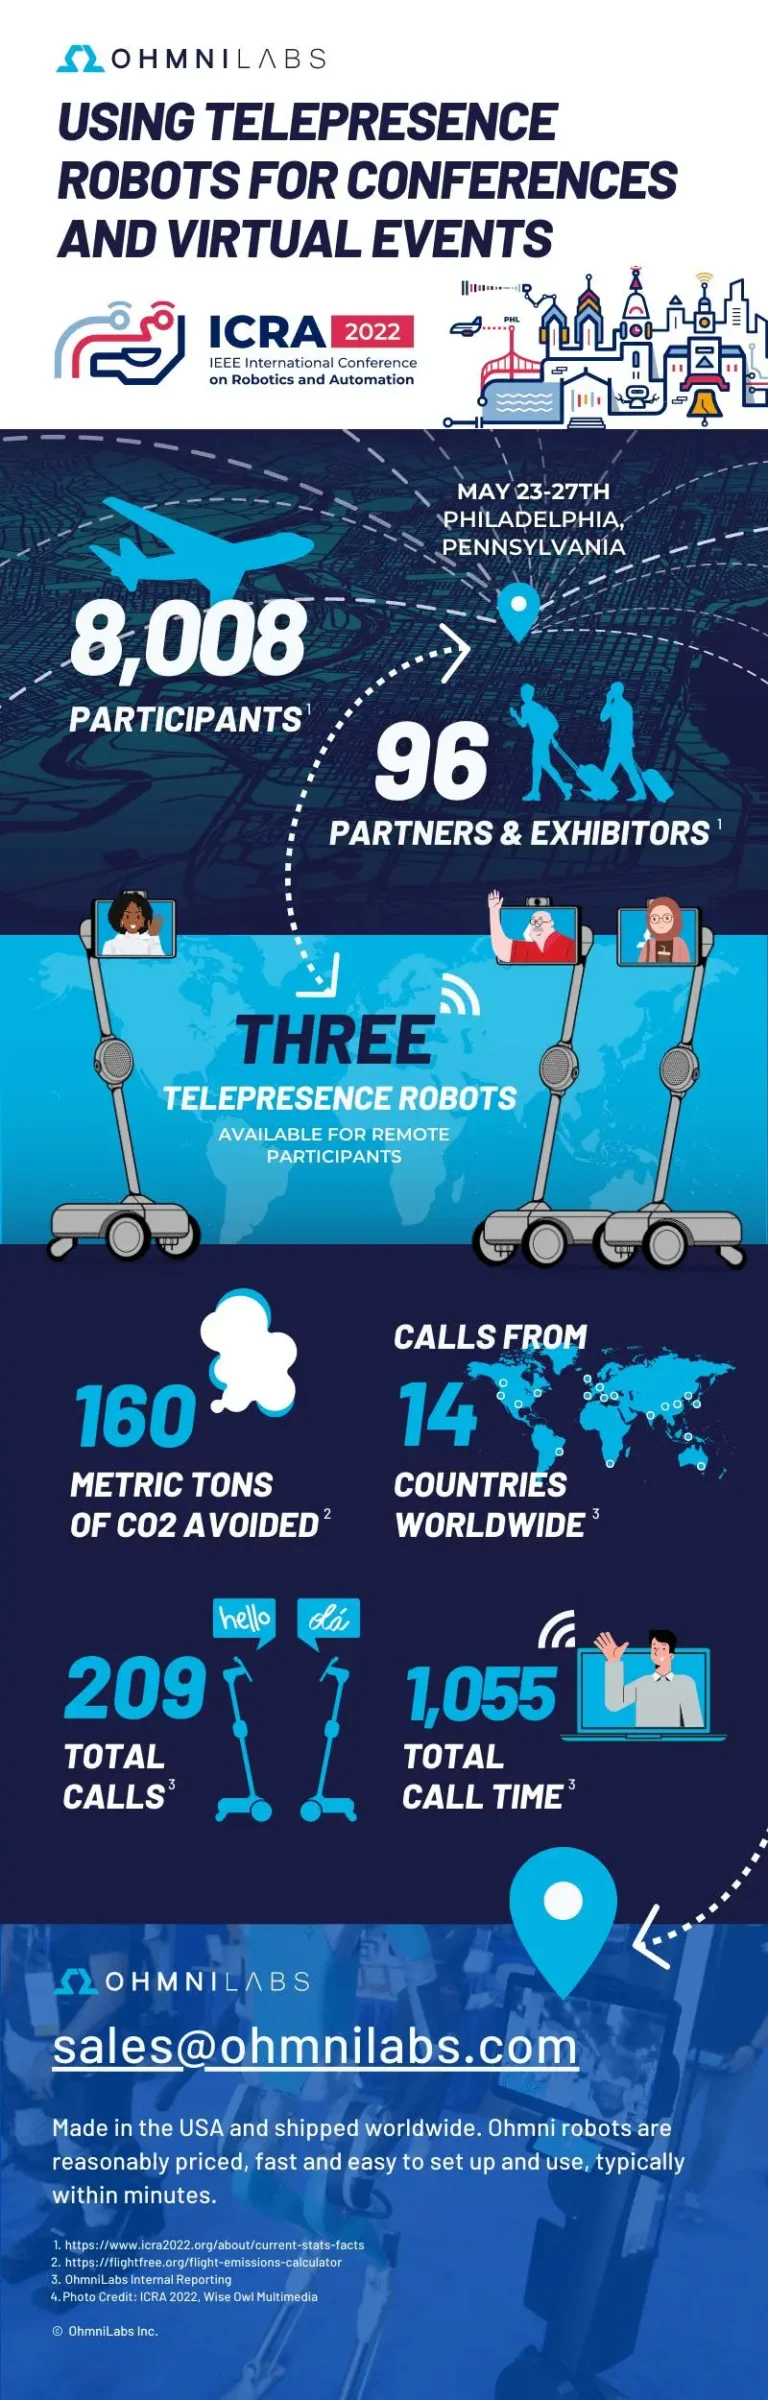 OHMNILABS
USING TELEPRESENCE
ROBOTS FOR CONFERENCES
AND VIRTUAL EVENTS
ICRA 2022
IEEE International Conference
on Robotics and Automation
PHL
MAY 23-27TH
PHILADELPHIA,
PENNSYLVANIA
8,008
PARTICIPANTS 1
96
PARTNERS & EXHIBITORS 1
THREE
TELEPRESENCE ROBOTS
AVAILABLE FOR REMOTE
PARTICIPANTS
160
METRIC TONS
OF CO2 AVOIDED 2
CALLS FROM
14
COUNTRIES
WORLDWIDE 3
hello
olá
209
TOTAL
CALLS 3
1,055
TOTAL
CALL TIME 3
OHMNILABS
sales@ohmnilabs.com
Made in the USA and shipped worldwide. Ohmni robots are
reasonably priced, fast and easy to set up and use, typically
within minutes.
1. https://www.icra2022.org/about/current-stats-facts
2. https://flightfree.org/flight-emissions-calculator
3. OhmniLabs Internal Reporting
4. Photo Credit: ICRA 2022, Wise Owl Multimedia
© OhmniLabs Inc.